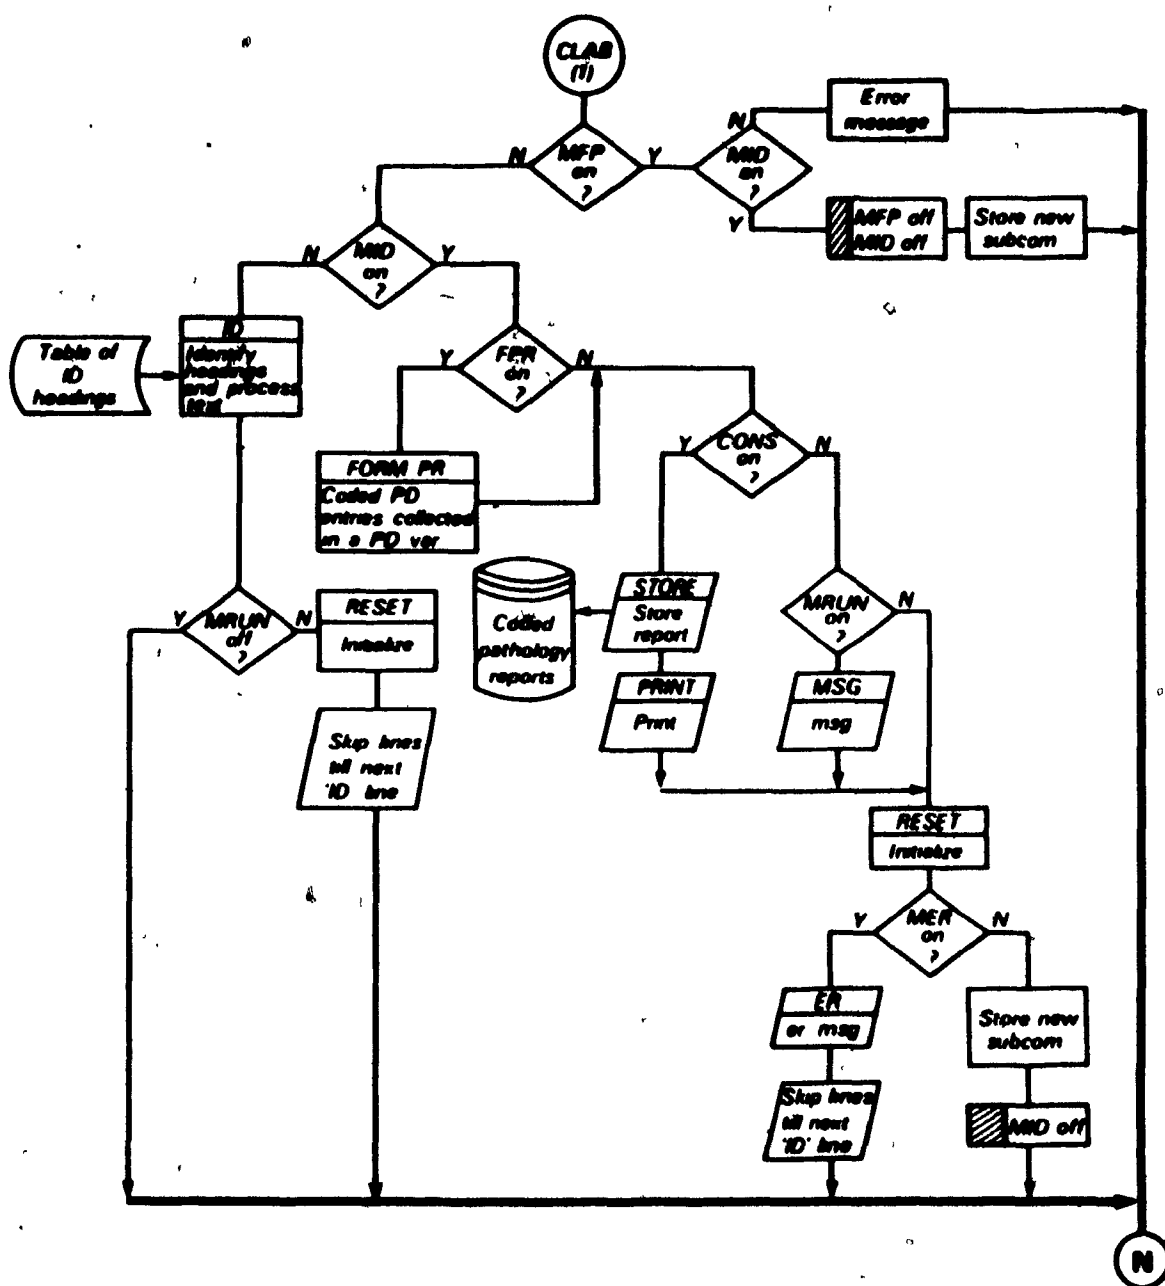 CLAB
(1)
MFP
on
?
N
Y
MID
on
?
N
Y
Error
message
MFP off
MID off
Store new
subcom
MID
on
?
N
Y
Table of
ID
headings
ID
Identify
headings
and process
text
FPR
on
?
Y
N
FORM PR
Coded PD
entries collected
in a PD var
CONS
on
?
Y
N
MRUN
off
?
Y
N
RESET
Initialize
Skip lines
till next
'ID line
Coded
pathology
reports
STORE
Store
report
PRINT
Print
MRUN
on
?
N
MSG
msg
RESET
Initialize
MER
on
?
Y
N
ER
er msg
Skip lines
till next
'ID' line
Store new
subcom
MID off
N